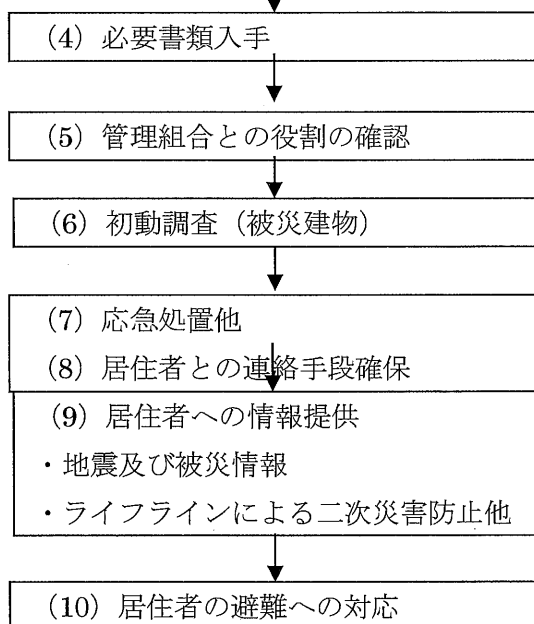 (4) 必要書類入手
(5) 管理組合との役割の確認
(6) 初動調査（被災建物）
(7) 応急処置他
(8) 居住者との連絡手段確保
(9) 居住者への情報提供
・地震及び被災情報
・ライフラインによる二次災害防止他
(10) 居住者の避難への対応